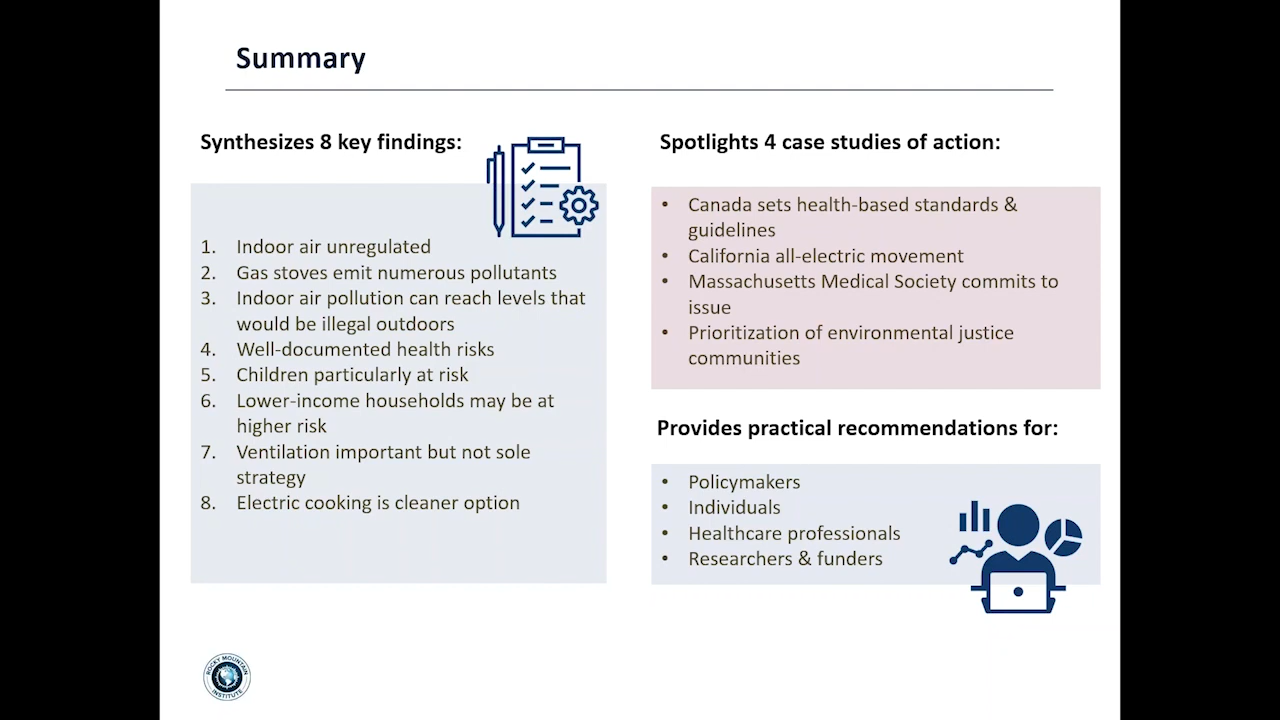 Summary
Synthesizes 8 key findings:
1. Indoor air unregulated
2. Gas stoves emit numerous pollutants
3. Indoor air pollution can reach levels that
would be illegal outdoors
4. Well-documented health risks
5. Children particularly at risk
6. Lower-income households may be at
higher risk
7. Ventilation important but not sole
strategy
8. Electric cooking is cleaner option
Spotlights 4 case studies of action:
• Canada sets health-based standards &
guidelines
• California all-electric movement
• Massachusetts Medical Society commits to
issue
• Prioritization of environmental justice
communities
Provides practical recommendations for:
• Policymakers
• Individuals
• Healthcare professionals
• Researchers & funders
ROCKY MOUNTAIN
INSTITUTE